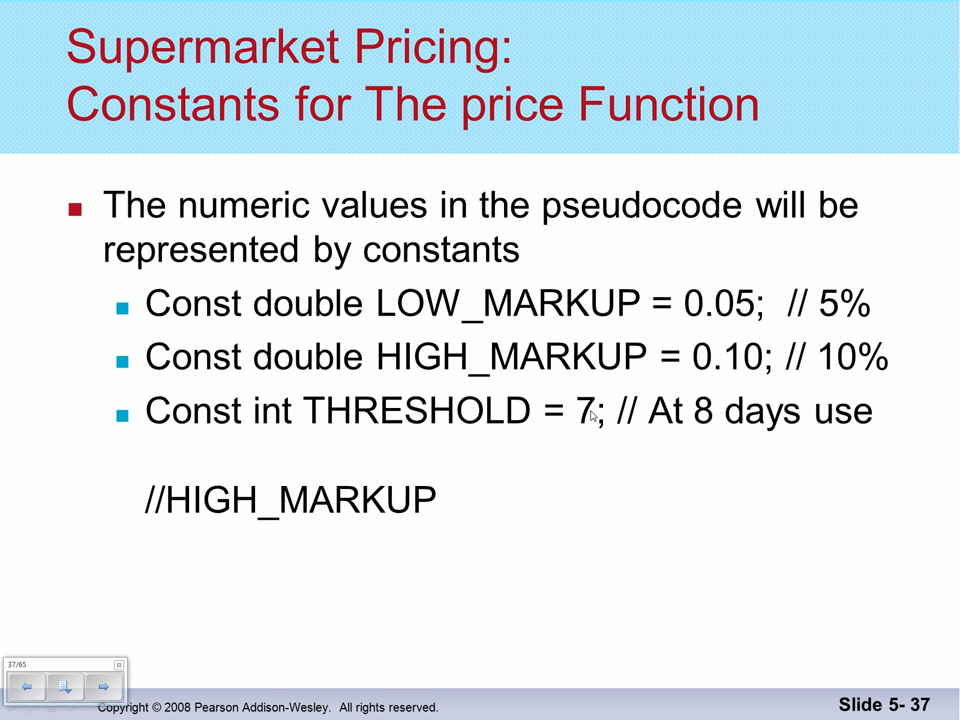 Supermarket Pricing:
Constants for The price Function
The numeric values in the pseudocode will be
represented by constants
Const double LOW_MARKUP = 0.05;  // 5%
Const double HIGH_MARKUP = 0.10; // 10%
Const int THRESHOLD = 7; // At 8 days use
//HIGH_MARKUP
37/65
Copyright © 2008 Pearson Addison-Wesley.  All rights reserved.
Slide 5- 37